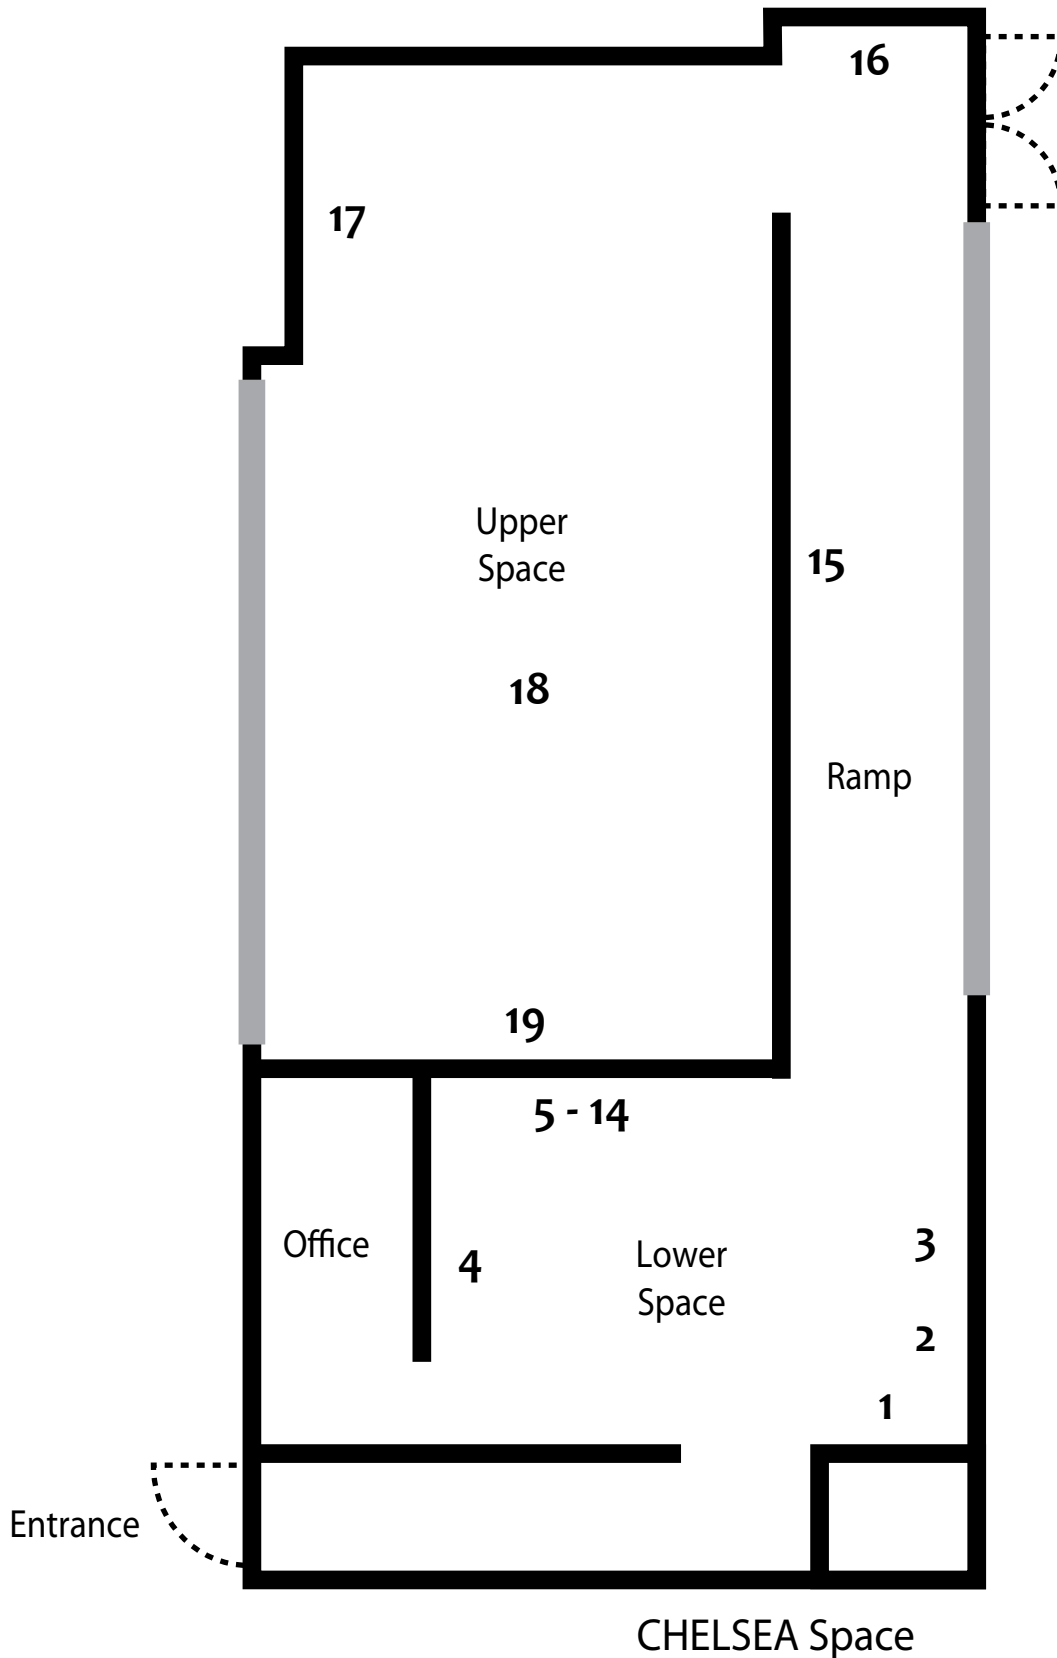 16
17
Upper
Space
15
18
Ramp
19
5 - 14
Office
4
Lower
Space
3
2
1
Entrance
CHELSEA Space